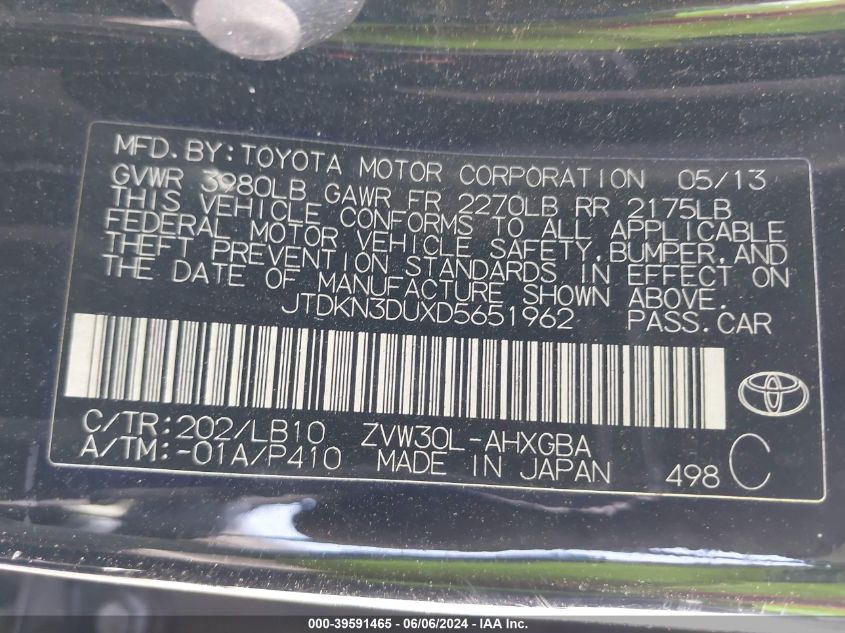 MFD.BY:TOYOTA MOTOR CORPORATION 05/13
GVWR 3980LB GAWR FR 2270LB RR 2175LB
THIS VEHICLE CONFORMS TO ALL APPLICABLE
FEDERAL MOTOR VEHICLE SAFETY,BUMPER,AND
THEFT PREVENTION STANDARDS IN EFFECT ON
THE DATE OF MANUFACTURE SHOWN ABOVE.
JTDKN3DUXD5651962 PASS.CAR
C/TR:202/LB10 ZVW30L-AHXGBA
A/TM:-01A/P410 MADE IN JAPAN 498 C
000-39591465 - 06/06/2024 - IAA Inc.